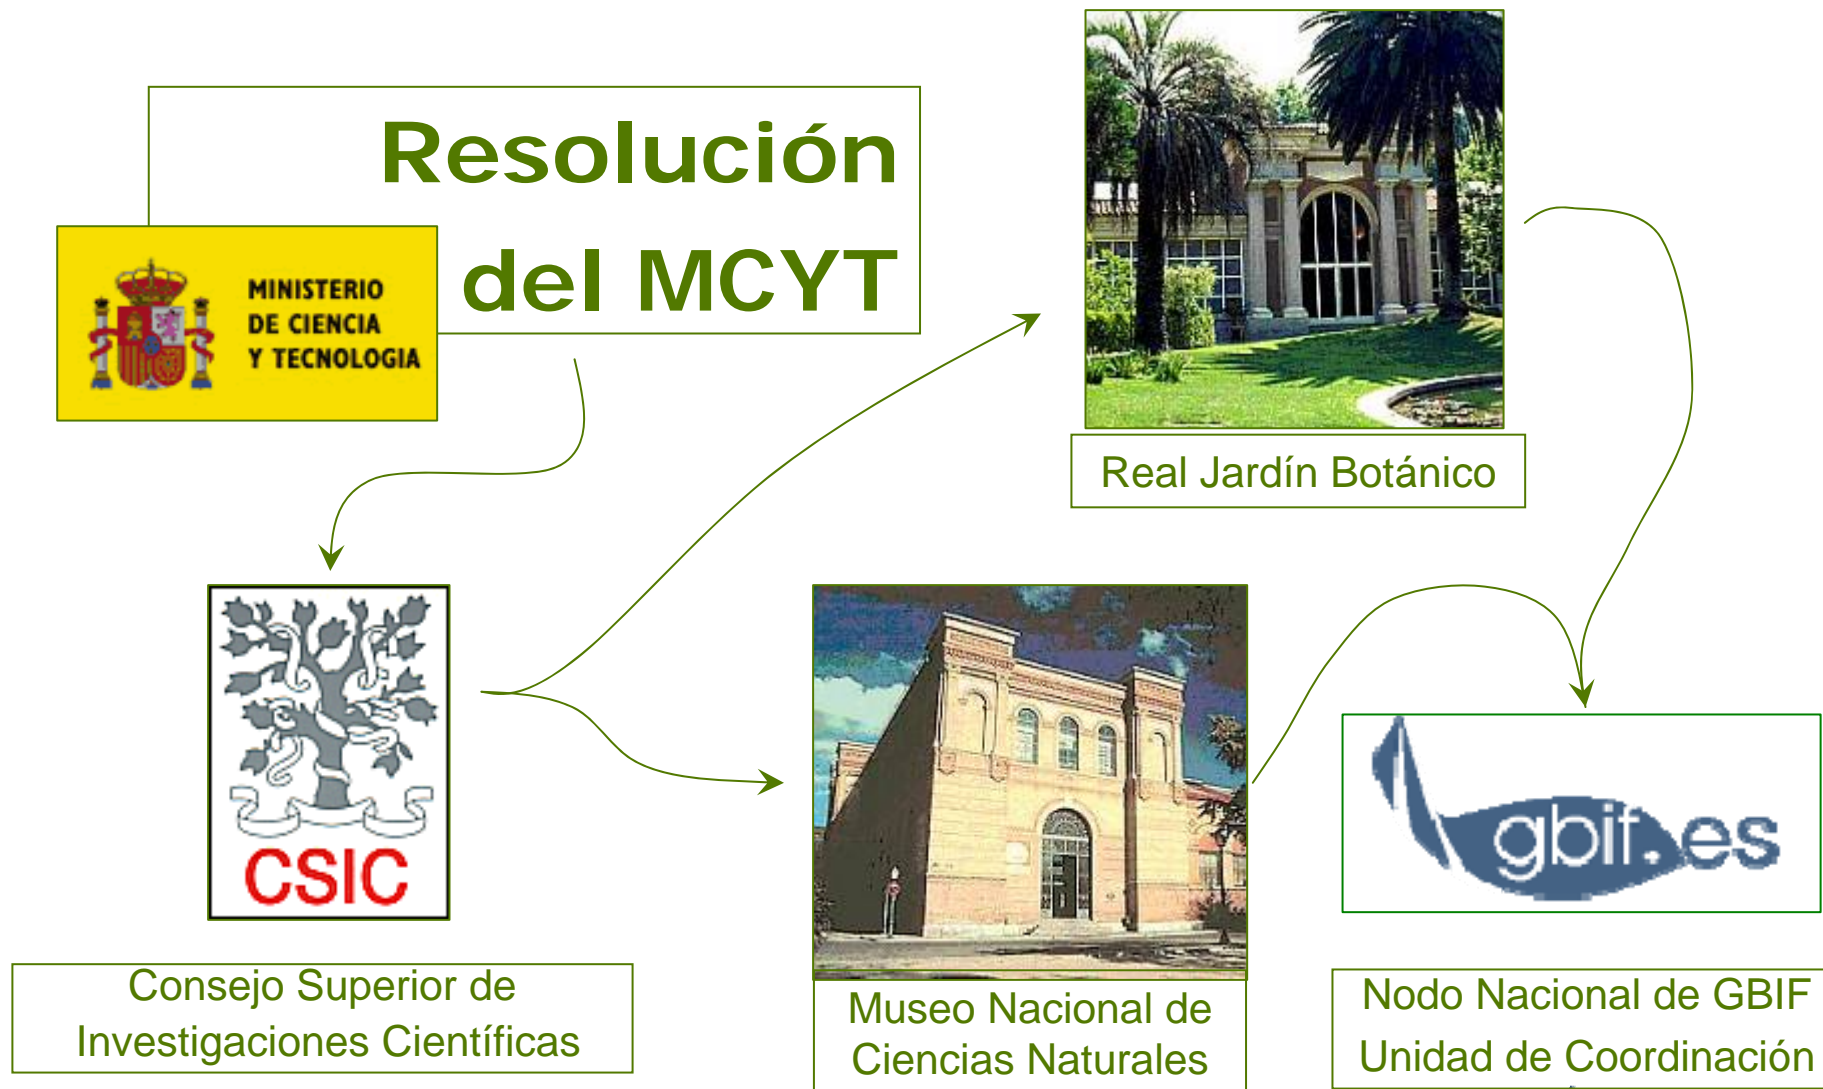 Resolución
del MCYT
MINISTERIO
DE CIENCIA
Y TECNOLOGIA
Real Jardín Botánico
CSIC
Consejo Superior de
Investigaciones Científicas
Museo Nacional de
Ciencias Naturales
gbif.es
Nodo Nacional de GBIF
Unidad de Coordinación